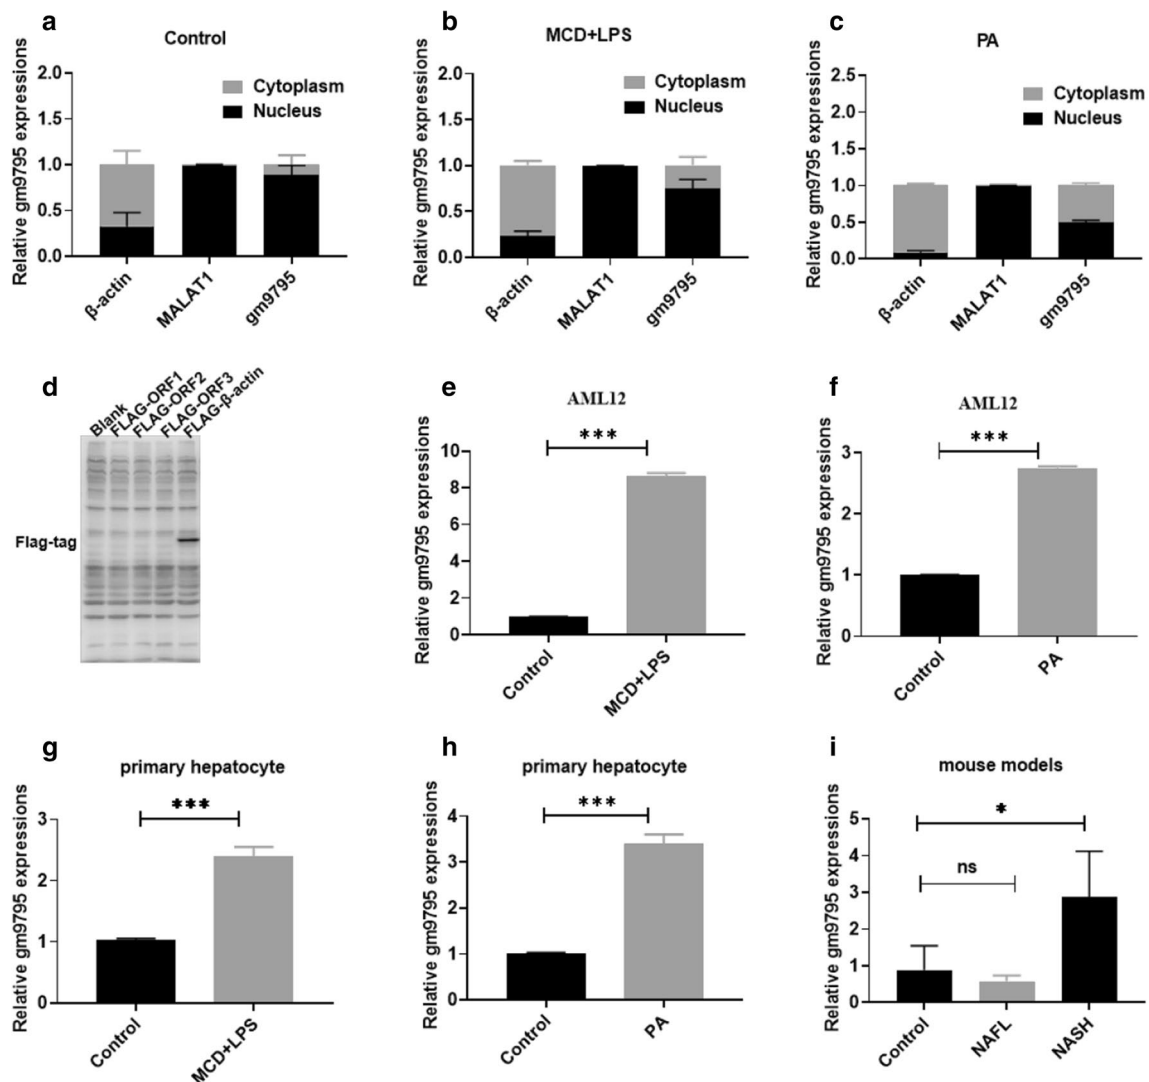 a
Control
Relative gm9795 expressions
2.0
1.5
1.0
0.5
0.0
Cytoplasm
Nucleus
β-actin
MALAT1
gm9795
b
MCD+LPS
Relative gm9795 expressions
2.0
1.5
1.0
0.5
0.0
Cytoplasm
Nucleus
β-actin
MALAT1
gm9795
c
PA
Relative gm9795 expressions
2.5
2.0
1.5
1.0
0.5
0.0
Cytoplasm
Nucleus
β-actin
MALAT1
gm9795
d
Blank
FLAG-ORF1
FLAG-ORF2
FLAG-ORF3
FLAG-β-actin
Flag-tag
e
AML12
Relative gm9795 expressions
10
8
6
4
2
0
***
Control
MCD+LPS
f
AML12
Relative gm9795 expressions
3
2
1
0
***
Control
PA
g
primary hepatocyte
Relative gm9795 expressions
3
2
1
0
***
Control
MCD+LPS
h
primary hepatocyte
Relative gm9795 expressions
4
3
2
1
0
***
Control
PA
i
mouse models
Relative gm9795 expressions
5
4
3
2
1
0
*
ns
Control
NAFL
NASH